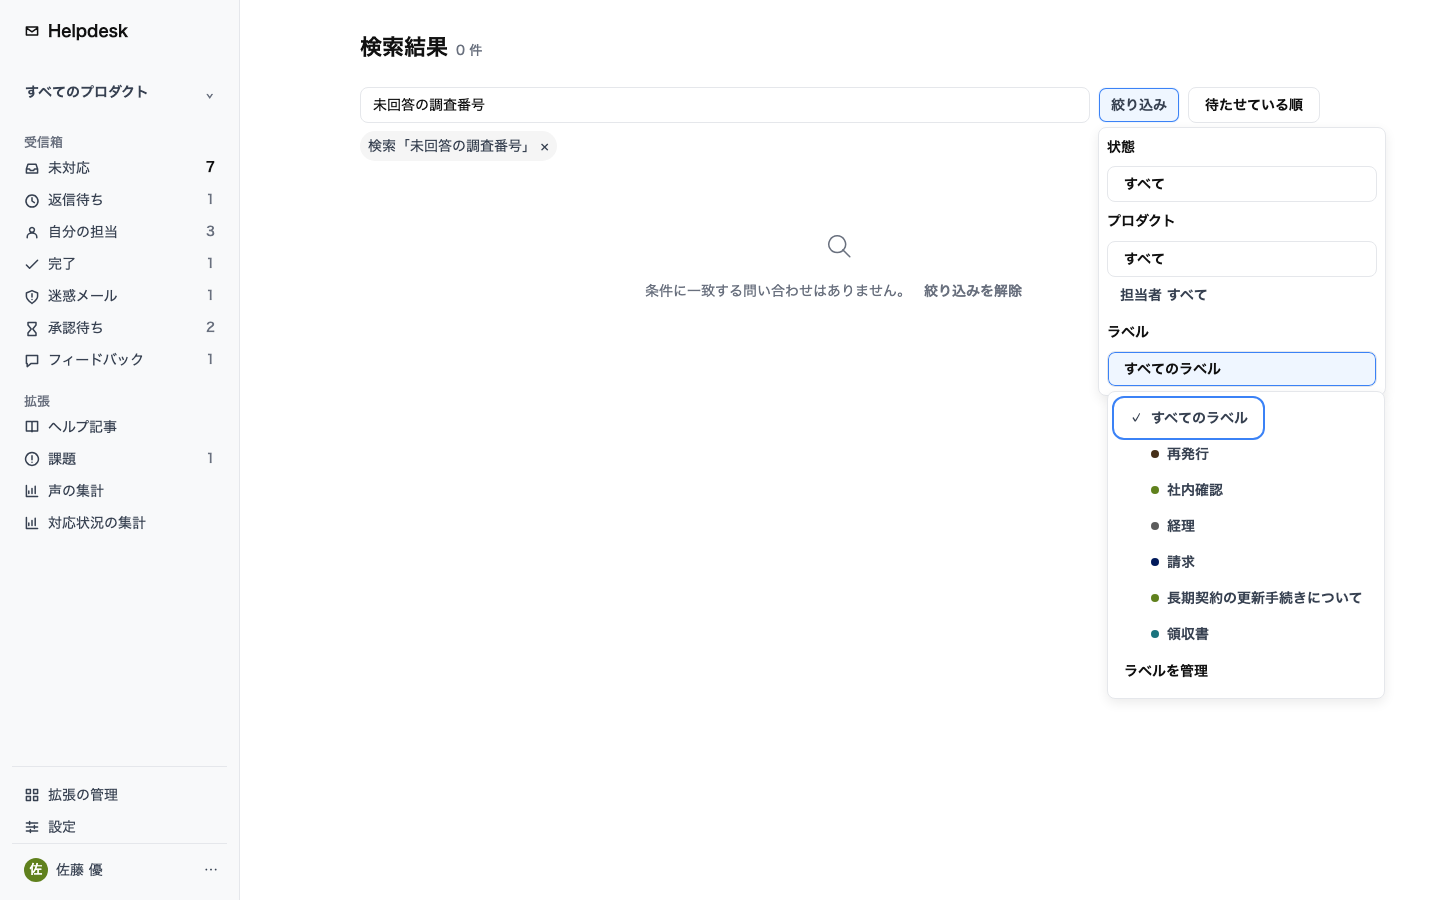 Helpdesk
すべてのプロダクト
受信箱
未対応 7
返信待ち 1
自分の担当 3
完了 1
迷惑メール 1
承認待ち 2
フィードバック 1
拡張
ヘルプ記事
課題 1
声の集計
対応状況の集計
拡張の管理
設定
佐 佐藤 優 …
検索結果 0 件
未回答の調査番号 絞り込み 待たせている順
検索「未回答の調査番号」 ×
条件に一致する問い合わせはありません。 絞り込みを解除
状態
すべて
プロダクト
すべて
担当者 すべて
ラベル
すべてのラベル
✓ すべてのラベル
再発行
社内確認
経理
請求
長期契約の更新手続きについて
領収書
ラベルを管理